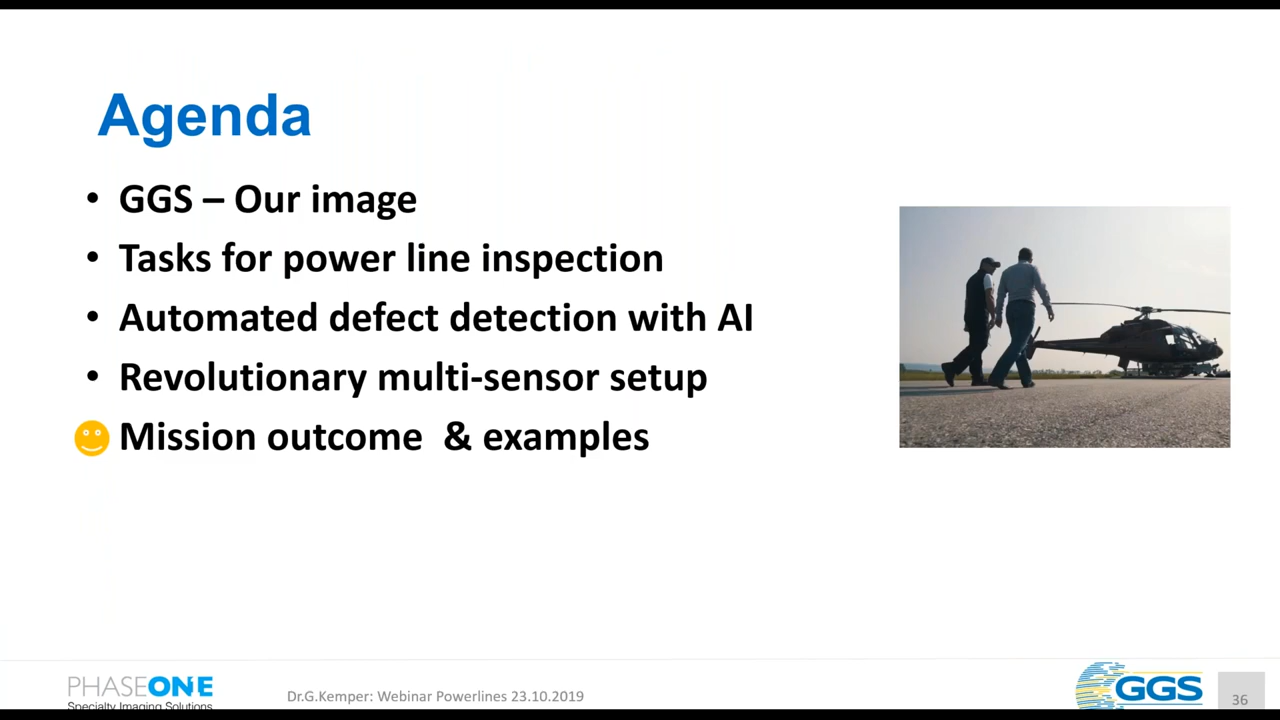 Agenda
• GGS – Our image
• Tasks for power line inspection
• Automated defect detection with AI
• Revolutionary multi-sensor setup
Mission outcome & examples
PHASEONE
Specialty Imaging Solutions
Dr.G.Kemper: Webinar Powerlines 23.10.2019
GGS
36